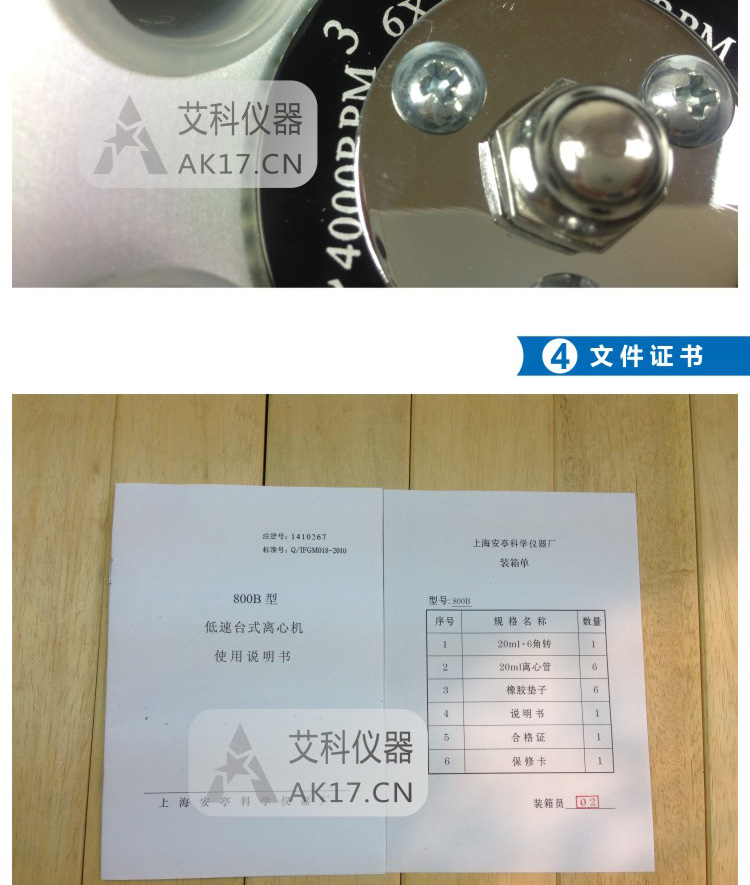 3
6X
RPM
4000RPM
艾科仪器
AK17.CN
4 文件证书
注册号: 1410267
标准号: Q/IFGM018-2010
800B 型
低速台式离心机
使用说明书
上海安亭科学仪器
上海安亭科学仪器厂
装箱单
型号: 800B
序号 规格名称 数量
1 20ml*6角转 1
2 20ml离心管 6
3 橡胶垫子 6
4 说明书 1
5 合格证 1
6 保修卡 1
装箱员 02
艾科仪器
AK17.CN